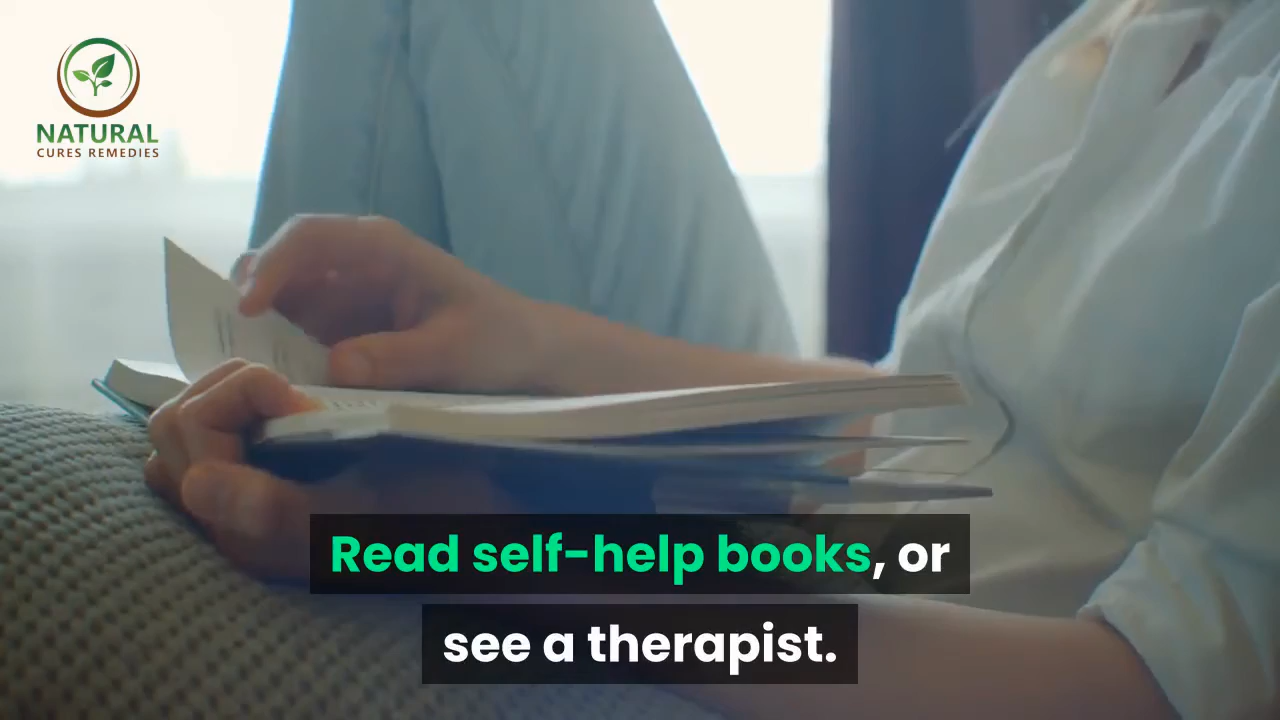 NATURAL
CURES REMEDIES
Read self-help books, or
see a therapist.